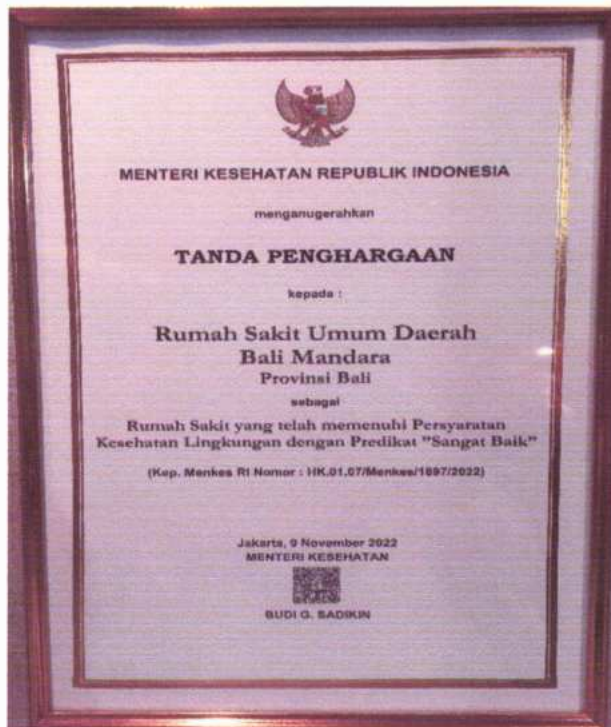 MENTERI KESEHATAN REPUBLIK INDONESIA
menganugerahkan
TANDA PENGHARGAAN
kepada :
Rumah Sakit Umum Daerah
Bali Mandara
Provinsi Bali
sebagai
Rumah Sakit yang telah memenuhi Persyaratan
Kesehatan Lingkungan dengan Predikat "Sangat Baik"
(Kep. Menkes RI Nomor : HK.01.07/Menkes/1897/2022)
Jakarta, 9 November 2022
MENTERI KESEHATAN
BUDI G. SADIKIN